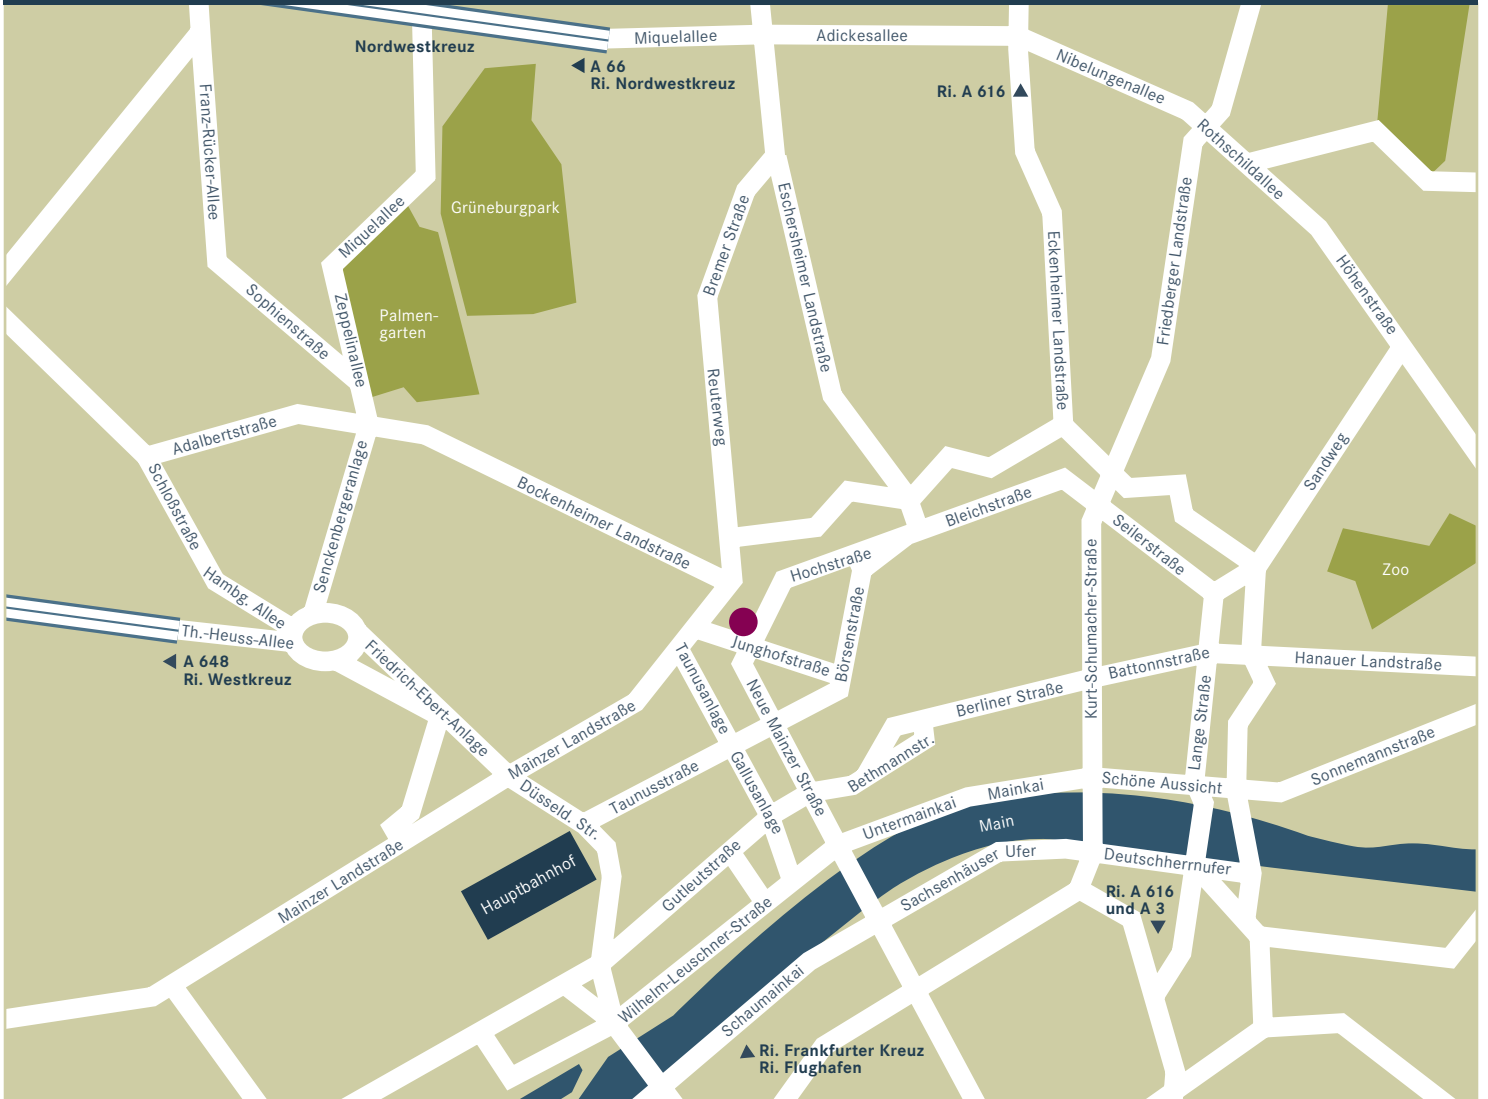 Nordwestkreuz
Miquelallee
Adickesallee
A 66
Ri. Nordwestkreuz
Ri. A 616
Nibelungenallee
Rothschildallee
Franz-Rücker-Allee
Miquelallee
Grüneburgpark
Bremer Straße
Eschersheimer Landstraße
Eckenheimer Landstraße
Friedberger Landstraße
Höhenstraße
Sophienstraße
Zeppelinallee
Palmen-
garten
Reuterweg
Adalbertstraße
Schloßstraße
Senckenbergeranlage
Bockenheimer Landstraße
Bleichstraße
Seilerstraße
Sandweg
Zoo
Hochstraße
Hambg. Allee
Th.-Heuss-Allee
A 648
Ri. Westkreuz
Friedrich-Ebert-Anlage
Junghofstraße
Börsenstraße
Kurt-Schumacher-Straße
Battonnstraße
Hanauer Landstraße
Taunusanlage
Neue Mainzer Straße
Berliner Straße
Lange Straße
Mainzer Landstraße
Bethmannstr.
Sonnemannstraße
Gallusanlage
Taunusstraße
Düsseld. Str.
Untermainkai
Mainkai
Schöne Aussicht
Main
Mainzer Landstraße
Hauptbahnhof
Gutleutstraße
Sachsenhäuser Ufer
Deutschherrnufer
Ri. A 616
und A 3
Wilhelm-Leuschner-Straße
Schaumainkai
Ri. Frankfurter Kreuz
Ri. Flughafen